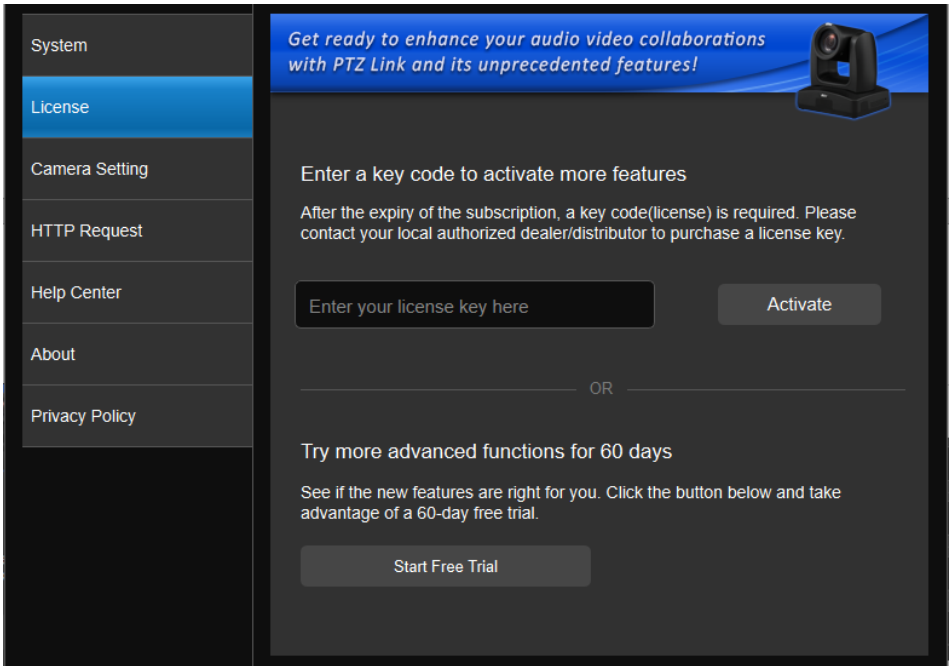 System
License
Camera Setting
HTTP Request
Help Center
About
Privacy Policy
Get ready to enhance your audio video collaborations
with PTZ Link and its unprecedented features!
Enter a key code to activate more features
After the expiry of the subscription, a key code(license) is required. Please
contact your local authorized dealer/distributor to purchase a license key.
Enter your license key here
Activate
OR
Try more advanced functions for 60 days
See if the new features are right for you. Click the button below and take
advantage of a 60-day free trial.
Start Free Trial